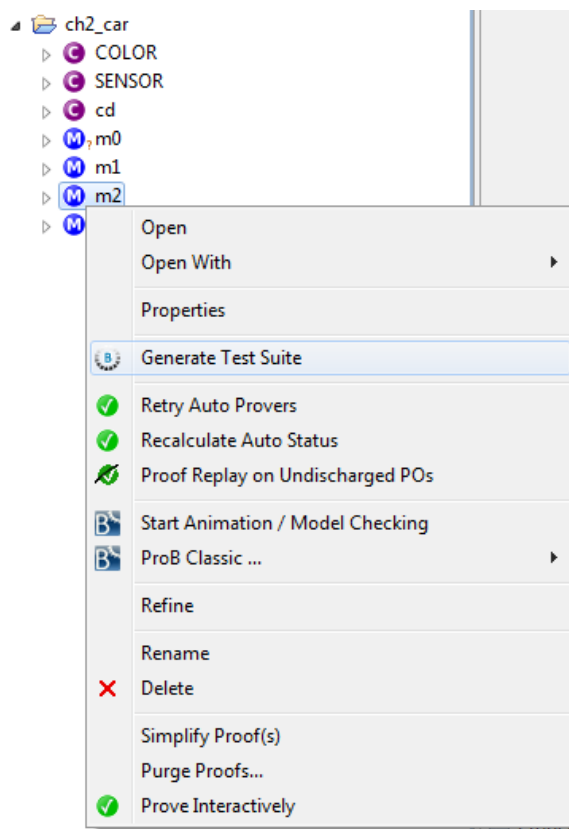 ch2_car
COLOR
SENSOR
cd
m0
m1
m2
Open
Open With
Properties
Generate Test Suite
Retry Auto Provers
Recalculate Auto Status
Proof Replay on Undischarged POs
Start Animation / Model Checking
ProB Classic ...
Refine
Rename
Delete
Simplify Proof(s)
Purge Proofs...
Prove Interactively